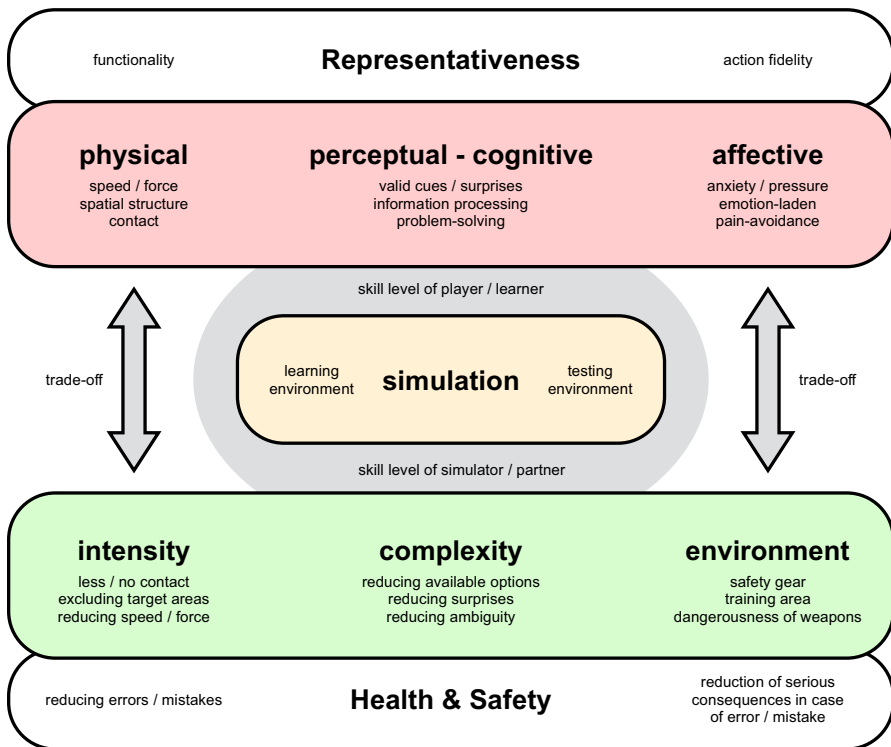 functionality
Representativeness
action fidelity
physical
speed / force
spatial structure
contact
perceptual - cognitive
valid cues / surprises
information processing
problem-solving
affective
anxiety / pressure
emotion-laden
pain-avoidance
skill level of player / learner
trade-off
learning
environment
simulation
testing
environment
trade-off
skill level of simulator / partner
intensity
less / no contact
excluding target areas
reducing speed / force
complexity
reducing available options
reducing surprises
reducing ambiguity
environment
safety gear
training area
dangerousness of weapons
reducing errors / mistakes
Health & Safety
reduction of serious
consequences in case
of error / mistake